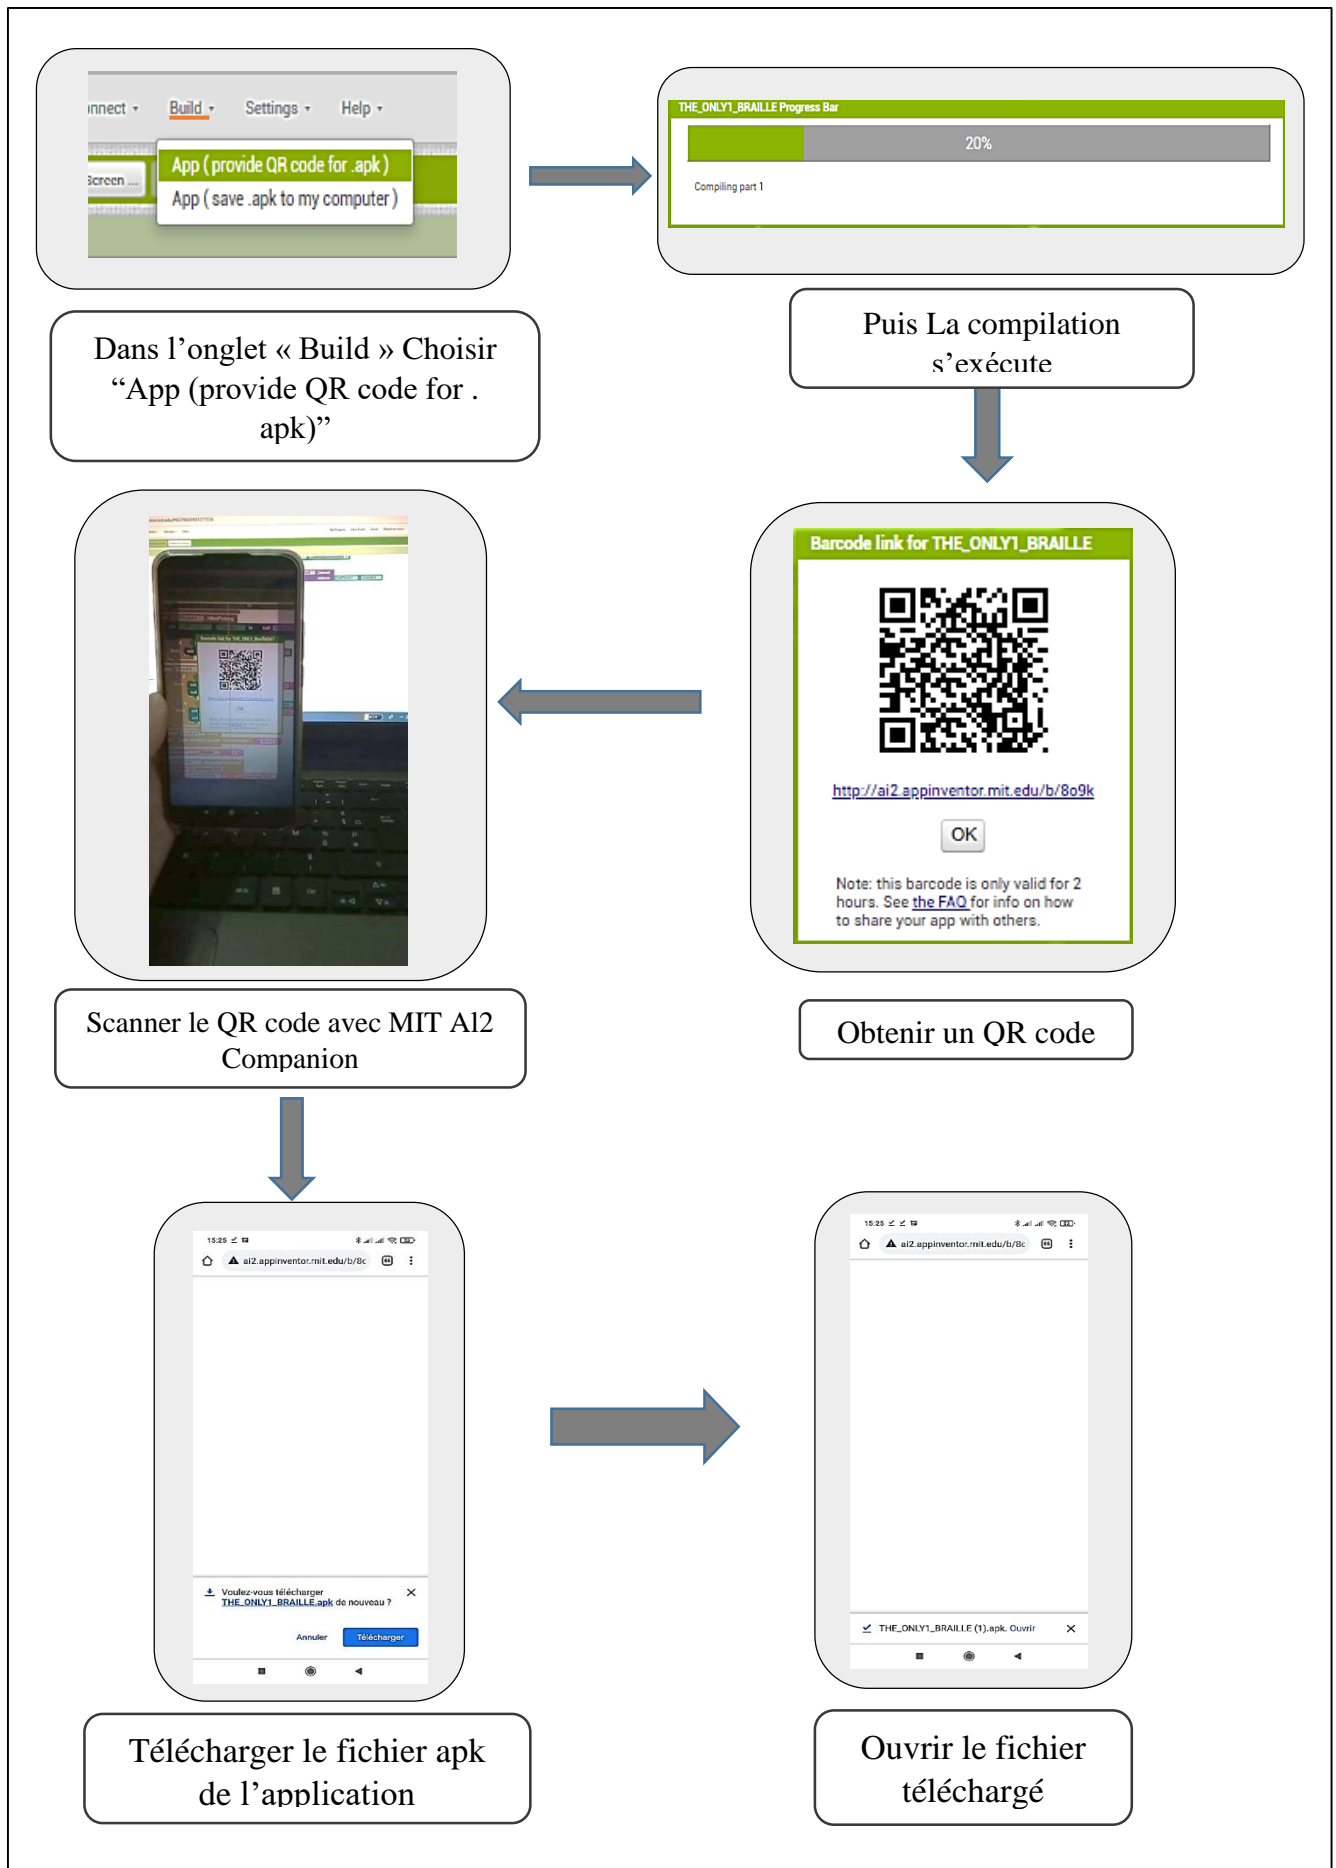 onnect
Build
Settings
Help
Screen ...
App ( provide QR code for .apk )
App ( save .apk to my computer )
THE_ONLY1_BRAILLE Progress Bar
20%
Compiling part 1
Dans l’onglet « Build » Choisir
“App (provide QR code for .
apk)”
Puis La compilation
s’exécute
Barcode link for THE_ONLY1_BRAILLE
http://ai2.appinventor.mit.edu/b/8o9k
OK
Note: this barcode is only valid for 2
hours. See the FAQ for info on how
to share your app with others.
Scanner le QR code avec MIT Al2
Companion
Obtenir un QR code
15:25
ai2.appinventor.mit.edu/b/8c
Voulez-vous télécharger
THE_ONLY1_BRAILLE.apk de nouveau ?
Annuler
Télécharger
15:25
ai2.appinventor.mit.edu/b/8c
THE_ONLY1_BRAILLE (1).apk. Ouvrir
Télécharger le fichier apk
de l’application
Ouvrir le fichier
téléchargé